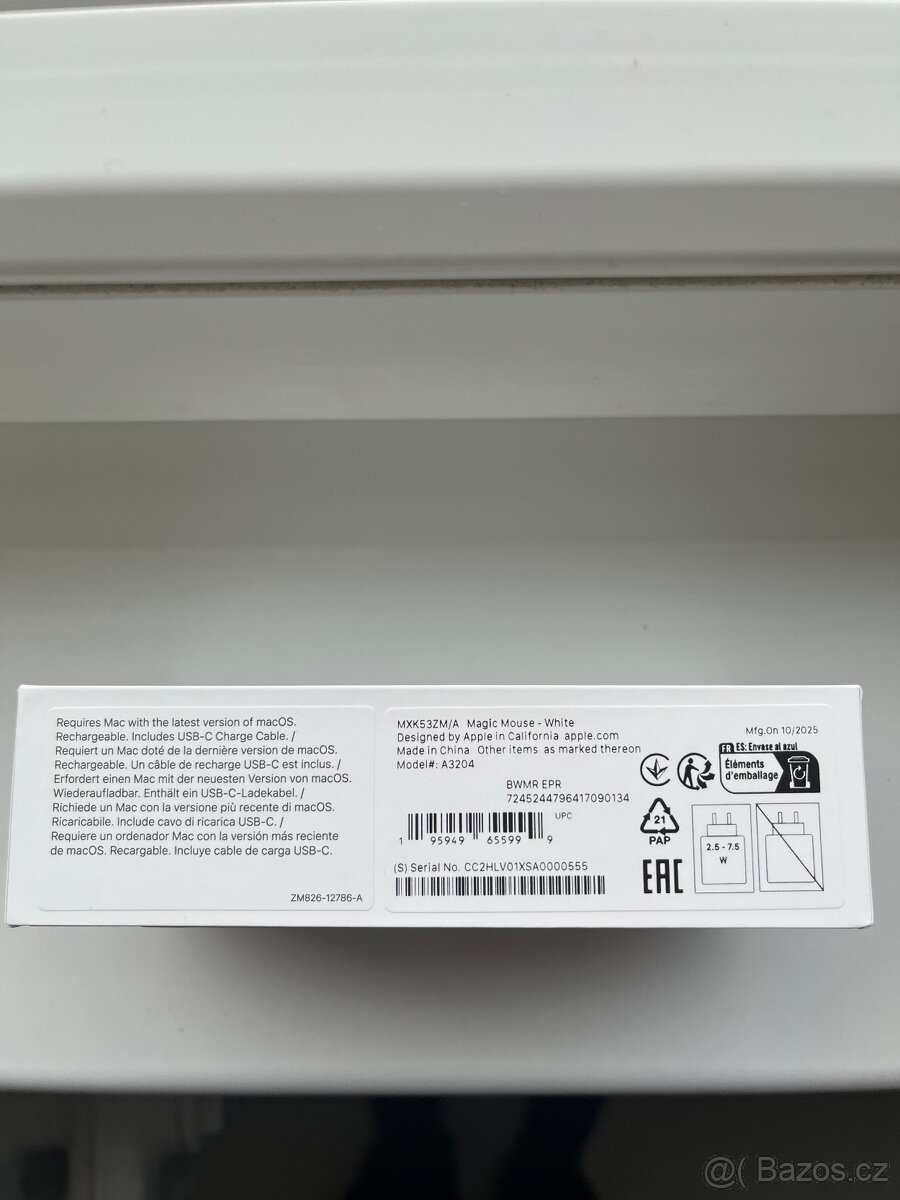 Requires Mac with the latest version of macOS.
Rechargeable. Includes USB-C Charge Cable. /
Requiert un Mac doté de la dernière version de macOS.
Rechargeable. Un câble de recharge USB-C est inclus. /
Erfordert einen Mac mit der neuesten Version von macOS.
Wiederaufladbar. Enthält ein USB-C-Ladekabel. /
Richiede un Mac con la versione più recente di macOS.
Ricaricabile. Include cavo di ricarica USB-C. /
Requiere un ordenador Mac con la versión más reciente
de macOS. Recargable. Incluye cable de carga USB-C.
ZM826-12786-A
MXK53ZM/A Magic Mouse - White
Designed by Apple in California apple.com
Made in China Other items as marked thereon
Model#: A3204
BWMR EPR
7245244796417090134
UPC
1 95949 65599 9
(S) Serial No. CC2HLV01XSA0000555
Mfg.On 10/2025
FR ES: Envase al azul
Éléments
d'emballage
21
PAP
EAC
2.5 - 7.5
W
@( Bazos.cz